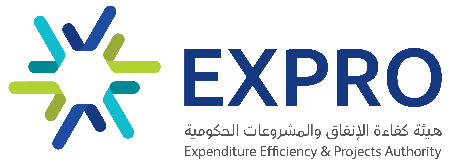 EXPRO
هيئة كفاءة الإنفاق والمشروعات الحكومية
Expenditure Efficiency & Projects Authority